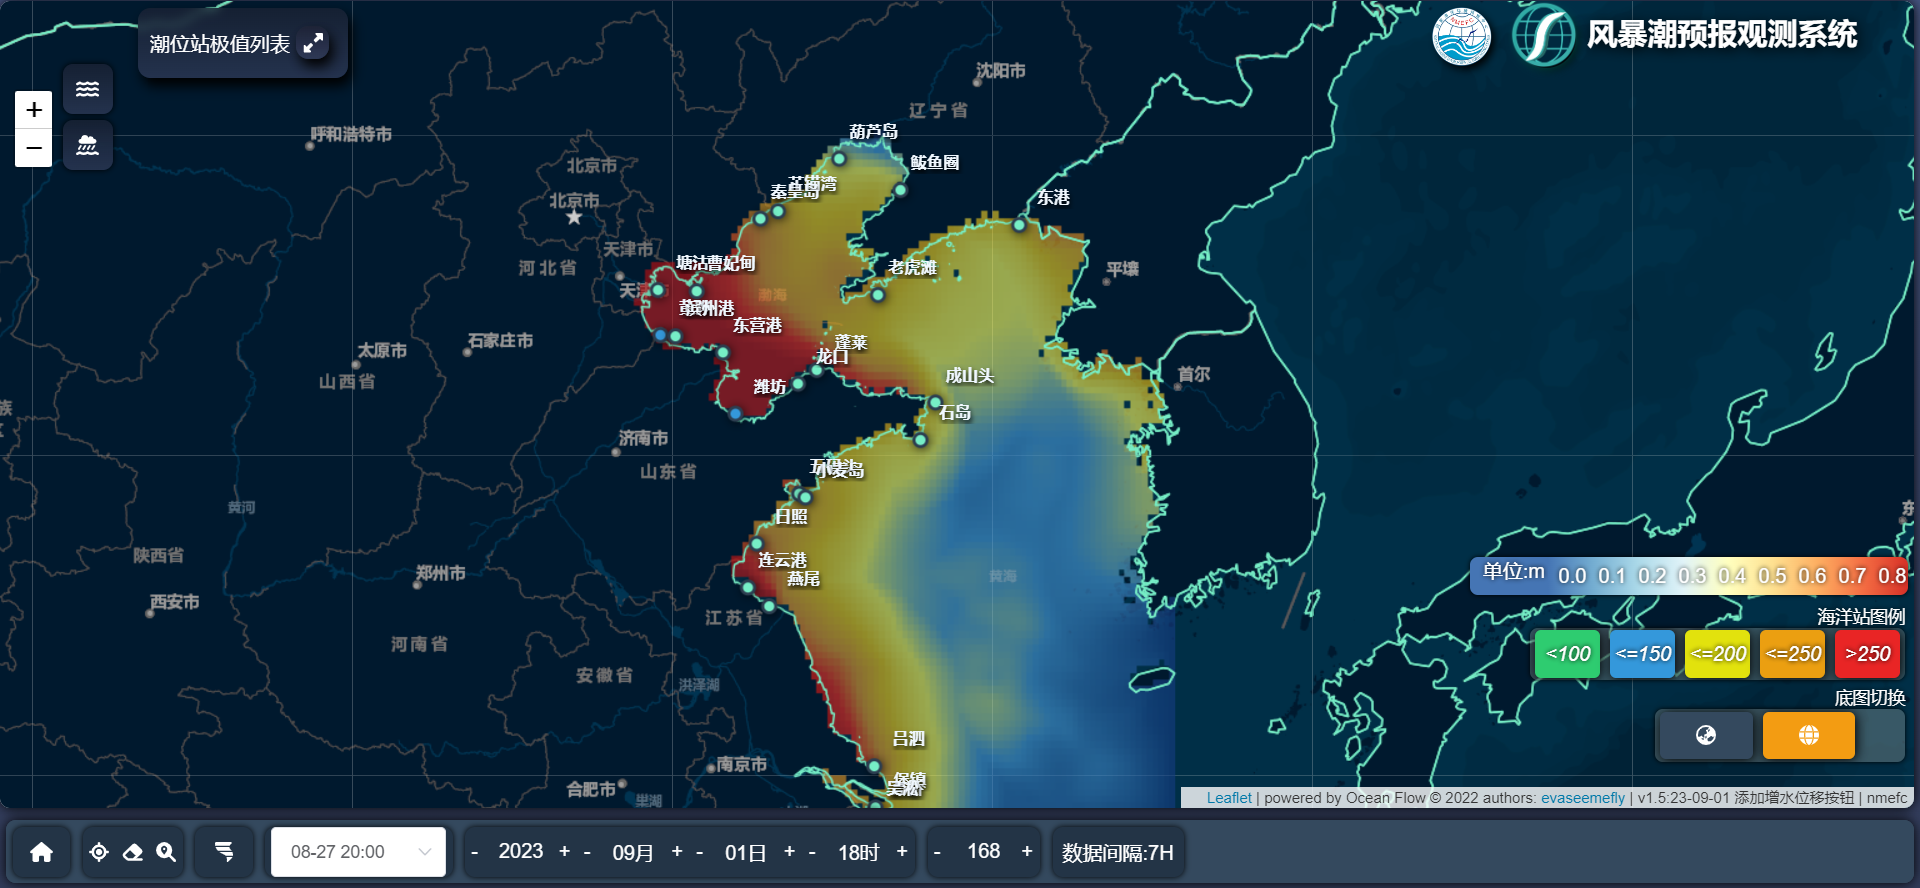 潮位站极值列表
NMEFC
风暴潮预报观测系统
+
−
沈阳市
辽宁省
葫芦岛
呼和浩特市
鲅鱼圈
北京市
芷锚湾
秦皇岛
北京市
东港
天津市
河北省
塘沽
曹妃甸
老虎滩
平壤
渤海
滨州港
东营港
石家庄市
太原市
蓬莱
龙口
山西省
潍坊
成山头
首尔
石岛
济南市
山东省
小麦岛
黄河
日照
陕西省
连云港
郑州市
燕尾
黄海
西安市
江苏省
河南省
安徽省
洪泽湖
吕泗
南京市
合肥市
巢湖
堡镇
吴淞
单位:m 0.0 0.1 0.2 0.3 0.4 0.5 0.6 0.7 0.8
海洋站图例
<100 <=150 <=200 <=250 >250
底图切换
Leaflet | powered by Ocean Flow © 2022 authors: evaseemefly | v1.5:23-09-01 添加增水位移按钮 | nmefc
08-27 20:00 - 2023 + - 09月 + - 01日 + - 18时 + - 168 + 数据间隔:7H